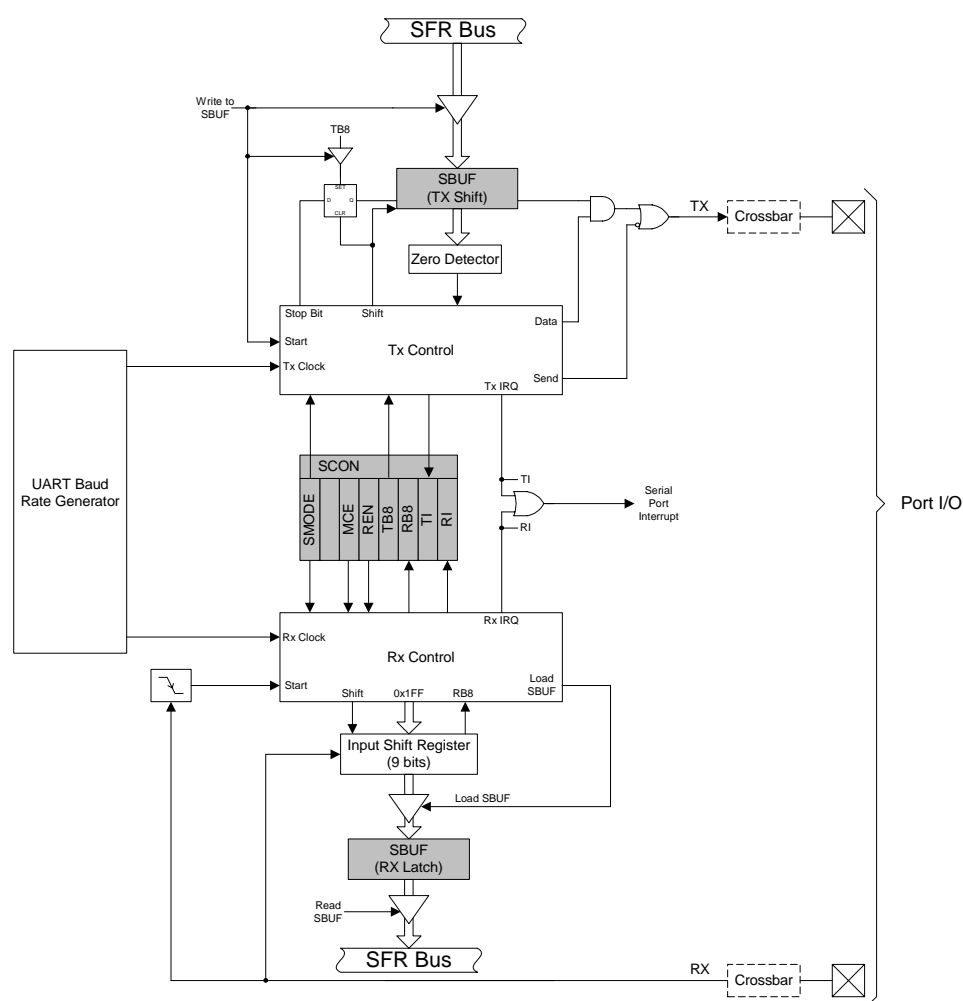 SFR Bus
Write to
SBUF
TB8
SET
D
Q
CLR
SBUF
(TX Shift)
TX
Crossbar
Zero Detector
Stop Bit
Shift
Data
Start
Tx Control
Tx Clock
Send
Tx IRQ
UART Baud
Rate Generator
SCON
SMODE
MCE
REN
TB8
RB8
TI
RI
TI
RI
Serial
Port
Interrupt
Port I/O
Rx IRQ
Rx Clock
Rx Control
Start
Load
SBUF
Shift
0x1FF
RB8
Input Shift Register
(9 bits)
Load SBUF
SBUF
(RX Latch)
Read
SBUF
SFR Bus
RX
Crossbar